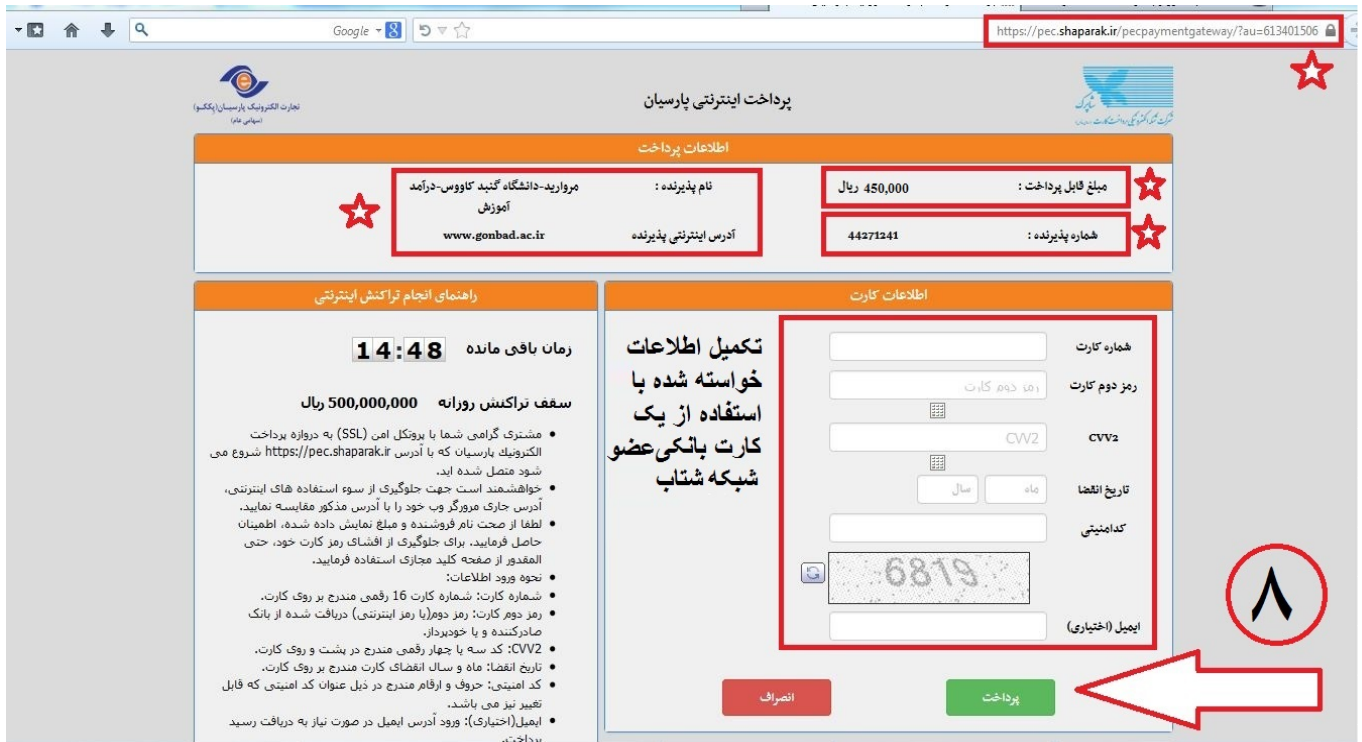 Google
https://pec.shaparak.ir/pecpaymentgateway/?au=613401506
پرداخت اینترنتی پارسیان
تجارت الکترونیک پارسیان(پککو)
(سهامی عام)
اطلاعات پرداخت
مبلغ قابل پرداخت : 450,000 ریال
نام پذیرنده : مروارید-دانشگاه گنبد کاووس-درآمد
آموزش
شماره پذیرنده : 44271241
آدرس اینترنتی پذیرنده www.gonbad.ac.ir
اطلاعات کارت
شماره کارت
رمز دوم کارت رمز دوم کارت
CVV2 CVV2
تاریخ انقضا ماه سال
کدامنیتی
6819
ایمیل (اختیاری)
پرداخت
انصراف
تکمیل اطلاعات
خواسته شده با
استفاده از یک
کارت بانکی عضو
شبکه شتاب
۸
راهنمای انجام تراکنش اینترنتی
زمان باقی مانده 14:48
سقف تراکنش روزانه 500,000,000 ریال
• مشتری گرامی شما با پروتکل امن (SSL) به دروازه پرداخت
الکترونیك پارسیان که با آدرس https://pec.shaparak.ir شروع می
شود متصل شده اید.
• خواهشمند است جهت جلوگیری از سوء استفاده های اینترنتی،
آدرس جاری مرورگر وب خود را با آدرس مذکور مقایسه نمایید.
• لطفا از صحت نام فروشنده و مبلغ نمایش داده شده، اطمینان
حاصل فرمایید. برای جلوگیری از افشای رمز کارت خود، حتی
المقدور از صفحه کلید مجازی استفاده فرمایید.
• نحوه ورود اطلاعات:
• شماره کارت: شماره کارت 16 رقمی مندرج بر روی کارت.
• رمز دوم کارت: رمز دوم(یا رمز اینترنتی) دریافت شده از بانک
صادرکننده و یا خودپرداز.
• CVV2: کد سه یا چهار رقمی مندرج در پشت و روی کارت.
• تاریخ انقضا: ماه و سال انقضای کارت مندرج بر روی کارت.
• کد امنیتی: حروف و ارقام مندرج در ذیل عنوان کد امنیتی که قابل
تغییر نیز می باشد.
• ایمیل(اختیاری): ورود آدرس ایمیل در صورت نیاز به دریافت رسید
پرداخت.